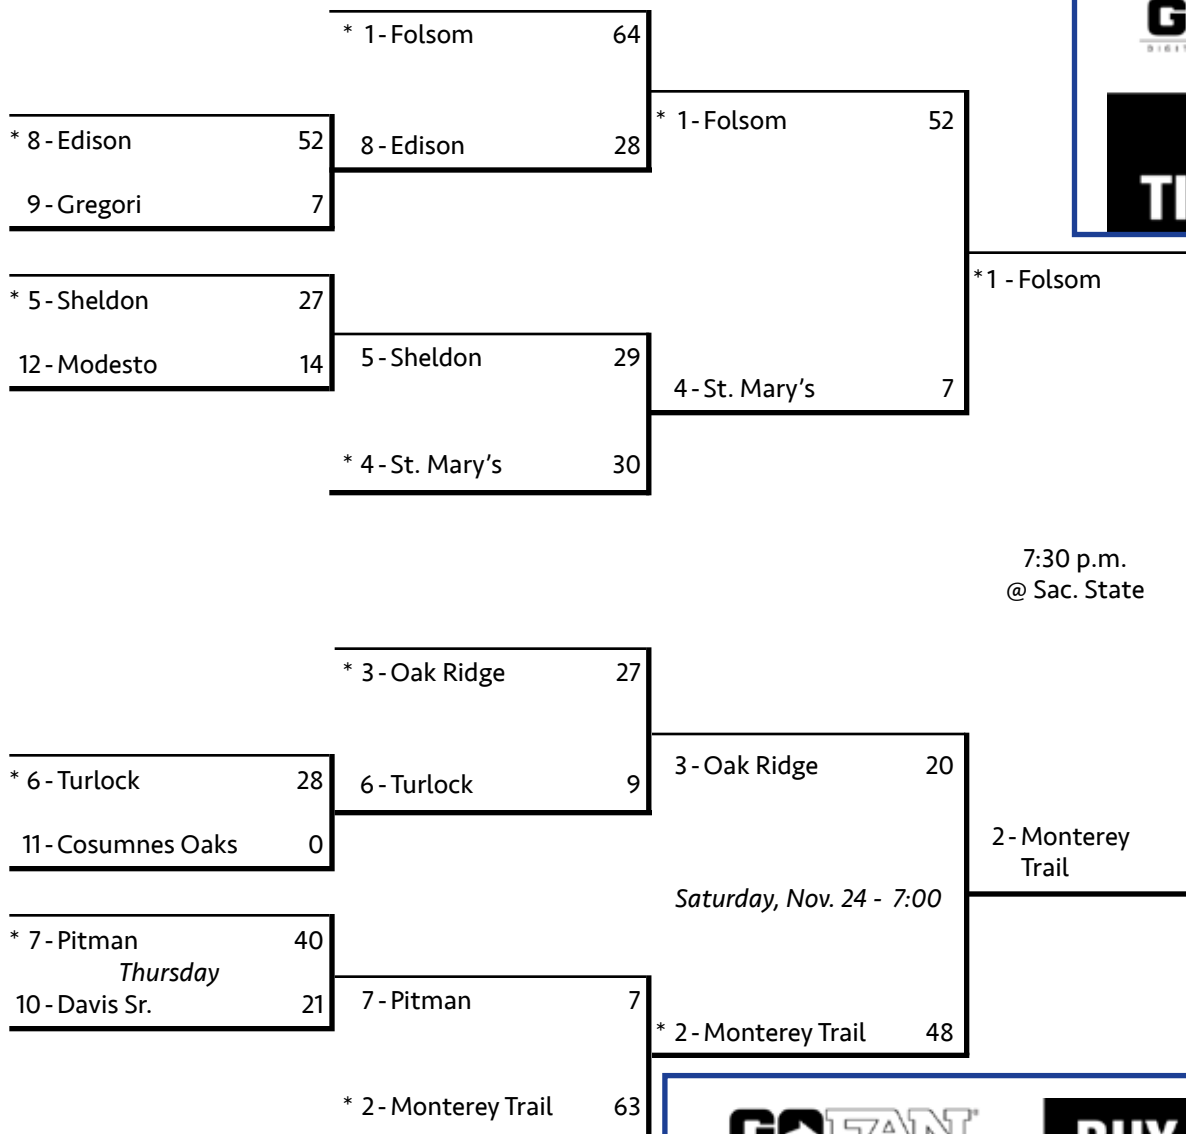 * 8 - Edison 52
9 - Gregori 7
* 5 - Sheldon 27
12 - Modesto 14
* 6 - Turlock 28
11 - Cosumnes Oaks 0
* 7 - Pitman 40
Thursday
10 - Davis Sr. 21
* 1 - Folsom 64
8 - Edison 28
5 - Sheldon 29
* 4 - St. Mary’s 30
* 3 - Oak Ridge 27
6 - Turlock 9
7 - Pitman 7
* 2 - Monterey Trail 63
* 1 - Folsom 52
4 - St. Mary’s 7
3 - Oak Ridge 20
Saturday, Nov. 24 - 7:00
* 2 - Monterey Trail 48
*1 - Folsom
7:30 p.m.
@ Sac. State
2 - Monterey
Trail
GOFAN
BUY